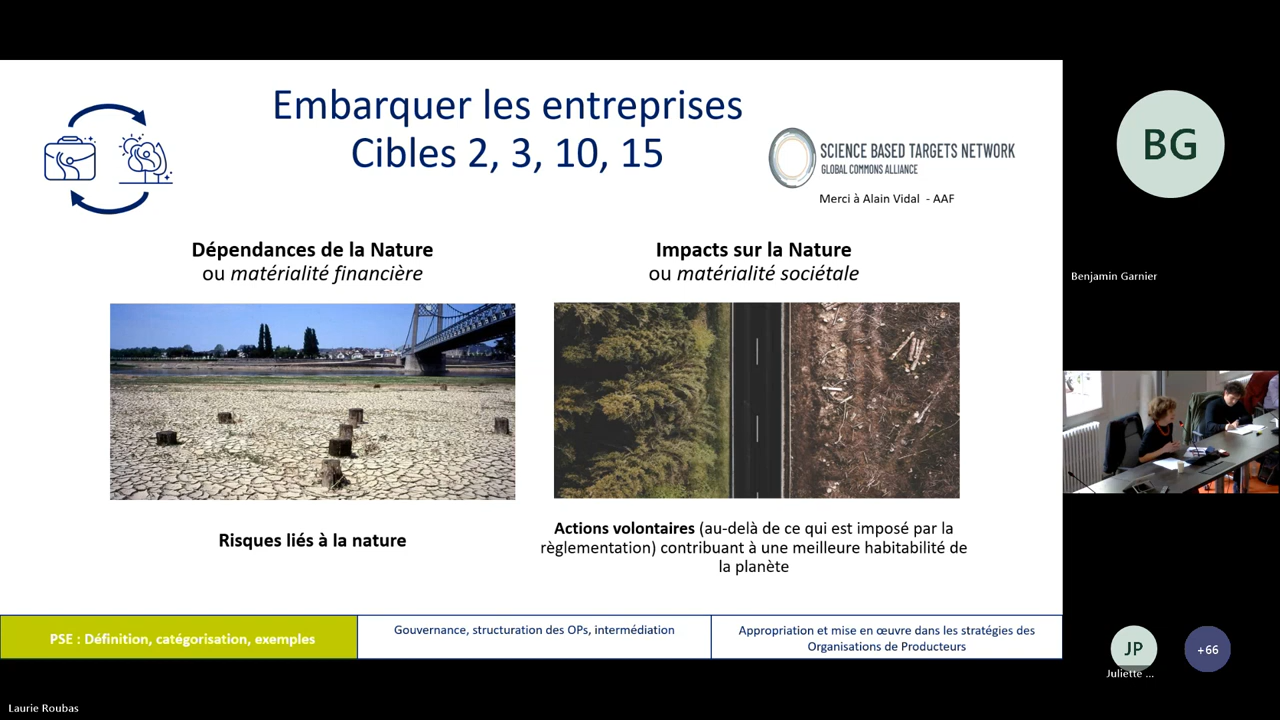 Embarquer les entreprises
Cibles 2, 3, 10, 15
SCIENCE BASED TARGETS NETWORK
GLOBAL COMMONS ALLIANCE
Merci à Alain Vidal - AAF
Dépendances de la Nature
ou matérialité financière
Impacts sur la Nature
ou matérialité sociétale
Risques liés à la nature
Actions volontaires (au-delà de ce qui est imposé par la
règlementation) contribuant à une meilleure habitabilité de
la planète
PSE : Définition, catégorisation, exemples
Gouvernance, structuration des OPs, intermédiation
Appropriation et mise en œuvre dans les stratégies des
Organisations de Producteurs
BG
Benjamin Garnier
JP
Juliette ...
+66
Laurie Roubas